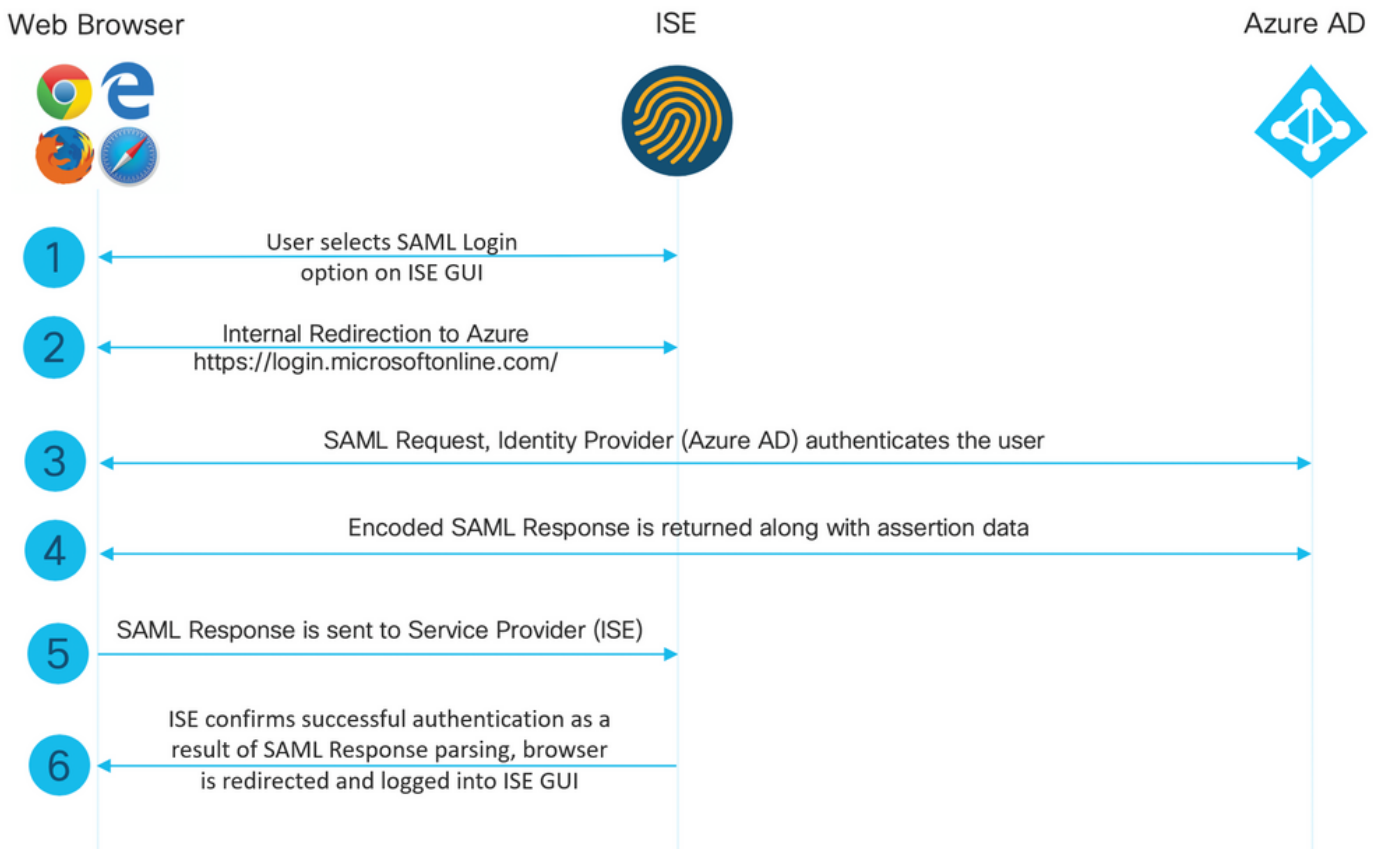 Web Browser
ISE
Azure AD
1
User selects SAML Login
option on ISE GUI
2
Internal Redirection to Azure
https://login.microsoftonline.com/
3
SAML Request, Identity Provider (Azure AD) authenticates the user
4
Encoded SAML Response is returned along with assertion data
5
SAML Response is sent to Service Provider (ISE)
6
ISE confirms successful authentication as a
result of SAML Response parsing, browser
is redirected and logged into ISE GUI